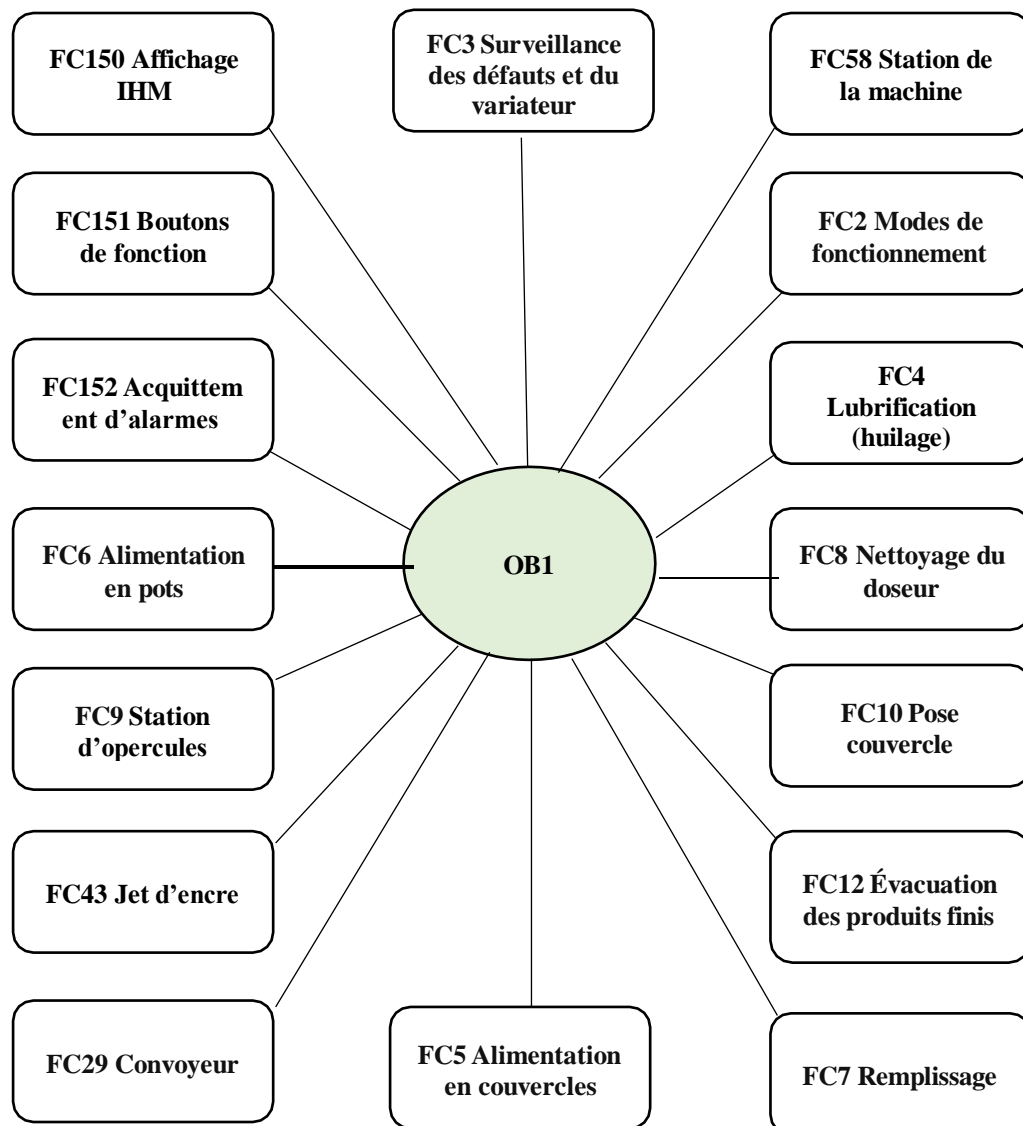 FC150 Affichage
IHM
FC3 Surveillance
des défauts et du
variateur
FC58 Station de
la machine
FC151 Boutons
de fonction
FC2 Modes de
fonctionnement
FC152 Acquittem
ent d’alarmes
FC4
Lubrification
(huilage)
FC6 Alimentation
en pots
OB1
FC8 Nettoyage du
doseur
FC9 Station
d’opercules
FC10 Pose
couvercle
FC43 Jet d’encre
FC12 Évacuation
des produits finis
FC29 Convoyeur
FC5 Alimentation
en couvercles
FC7 Remplissage